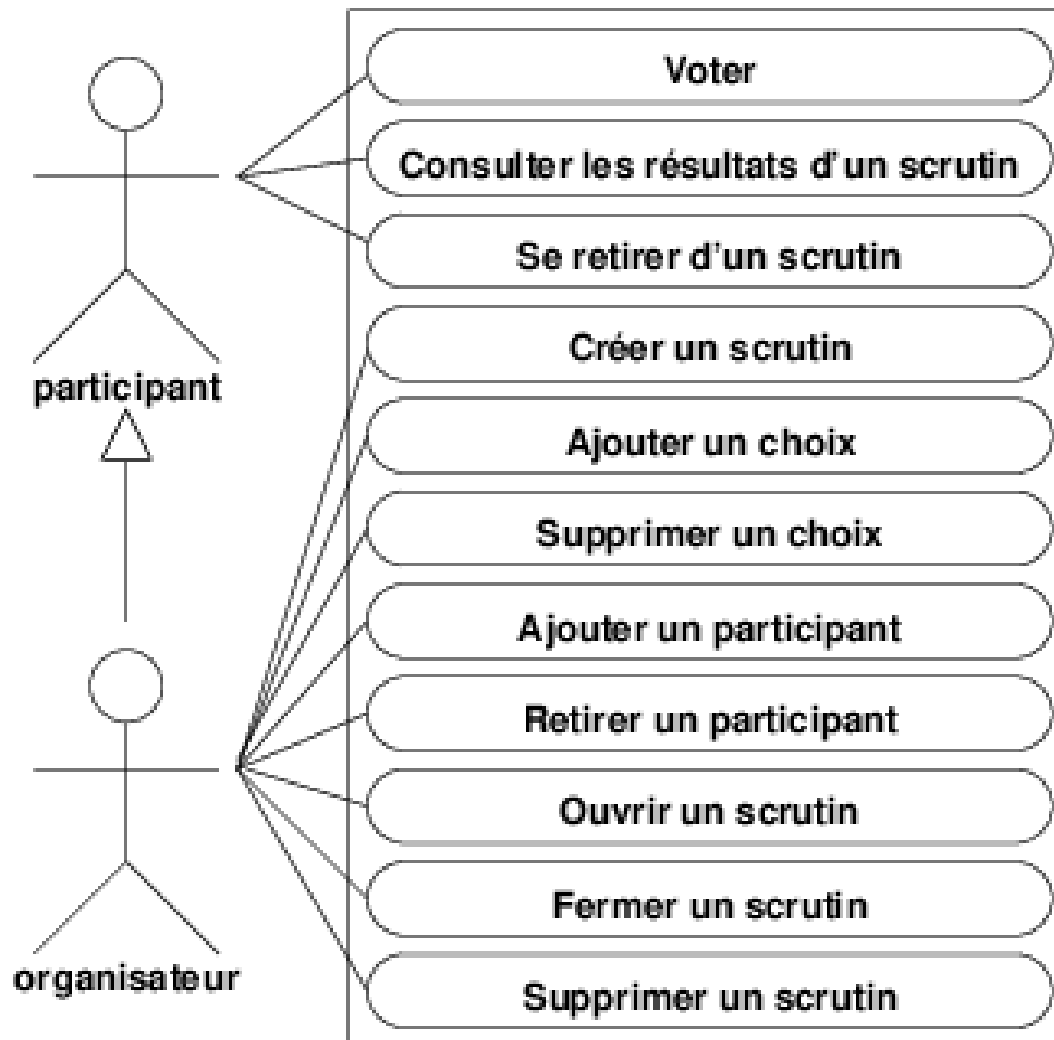 Voter
Consulter les résultats d'un scrutin
Se retirer d'un scrutin
Créer un scrutin
participant
Ajouter un choix
Supprimer un choix
Ajouter un participant
Retirer un participant
Ouvrir un scrutin
Fermer un scrutin
organisateur
Supprimer un scrutin